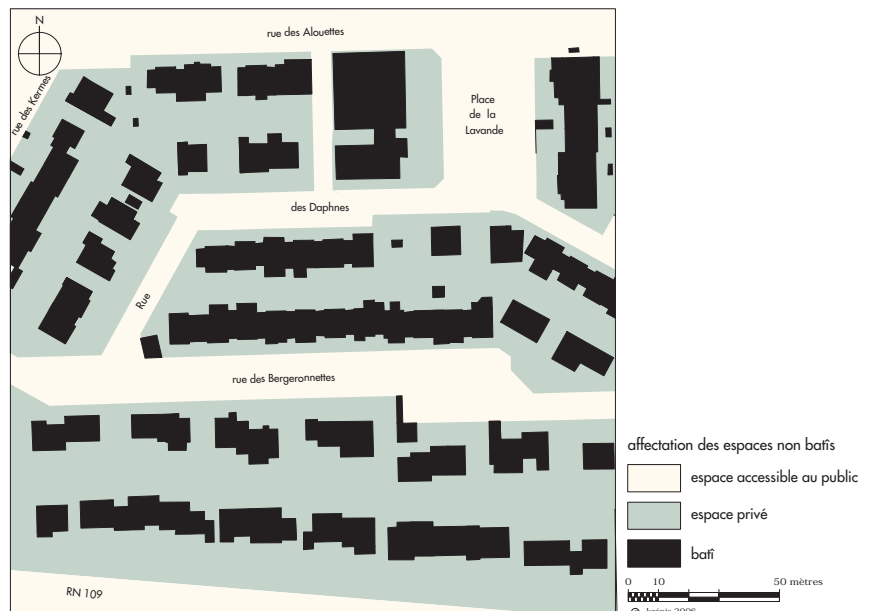 N
rue des Alouettes
rue des Kermes
Place
de la
Lavande
des Daphnes
Rue
rue des Bergeronnettes
RN 109
affectation des espaces non batîs
espace accessible au public
espace privé
batî
0 10 50 mètres